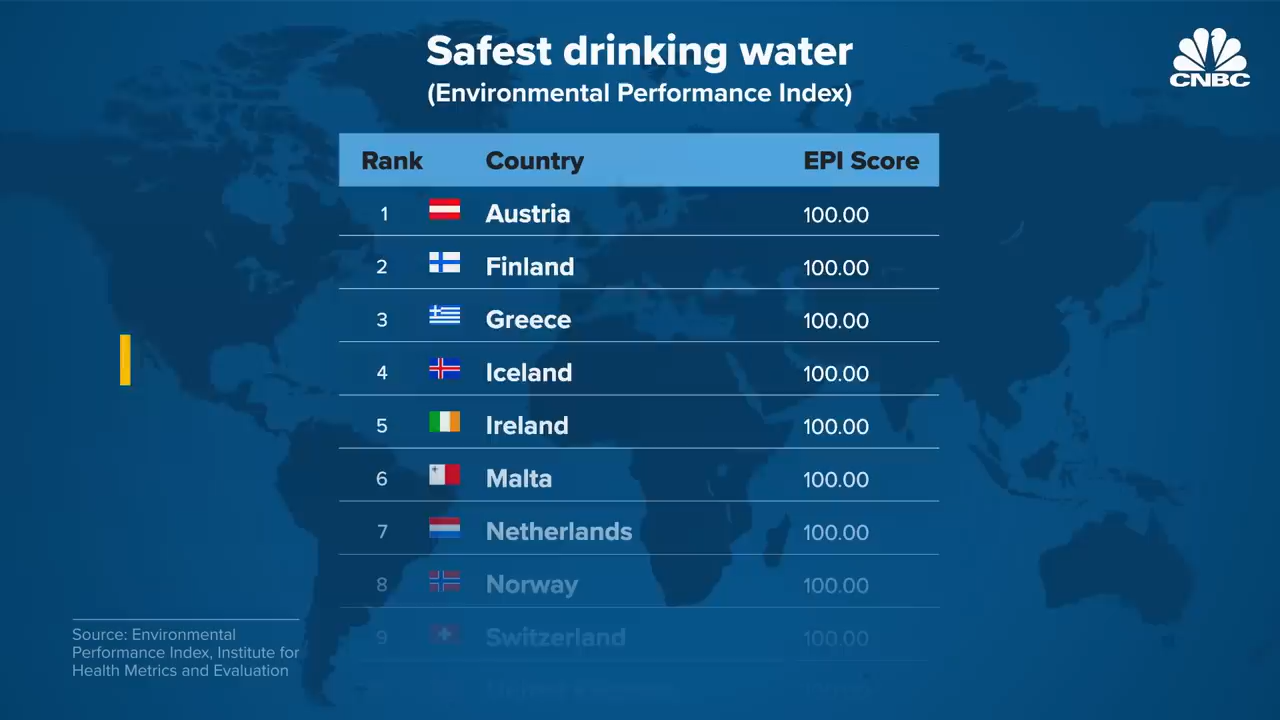 Safest drinking water
(Environmental Performance Index)
CNBC
Rank Country EPI Score
1 Austria 100.00
2 Finland 100.00
3 Greece 100.00
4 Iceland 100.00
5 Ireland 100.00
6 Malta 100.00
7 Netherlands 100.00
8 Norway 100.00
9 Switzerland 100.00
Source: Environmental
Performance Index, Institute for
Health Metrics and Evaluation